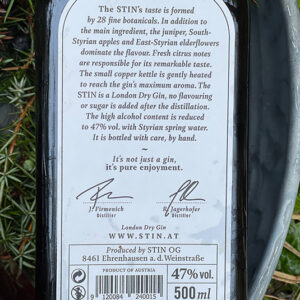 The STIN's taste is formed
by 28 fine botanicals. In addition to
the main ingredient, the juniper, South-
Styrian apples and East-Styrian elderflowers
dominate the flavour. Fresh citrus notes
are responsible for its remarkable taste.
The small copper kettle is gently heated
to reach the gin's maximum aroma. The
STIN is a London Dry Gin, no flavouring
or sugar is added after the distillation.
The high alcohol content is reduced
to 47% vol. with Styrian spring water.
It is bottled with care, by hand.
It's not just a gin,
it's pure enjoyment.
J. Firmenich
Distiller
R. Jagerhofer
Distiller
London Dry Gin
WWW.STIN.AT
Produced by STIN OG
8461 Ehrenhausen a. d. Weinstraße
PRODUCT OF AUSTRIA
9 120084 240015
47% vol.
500 ml